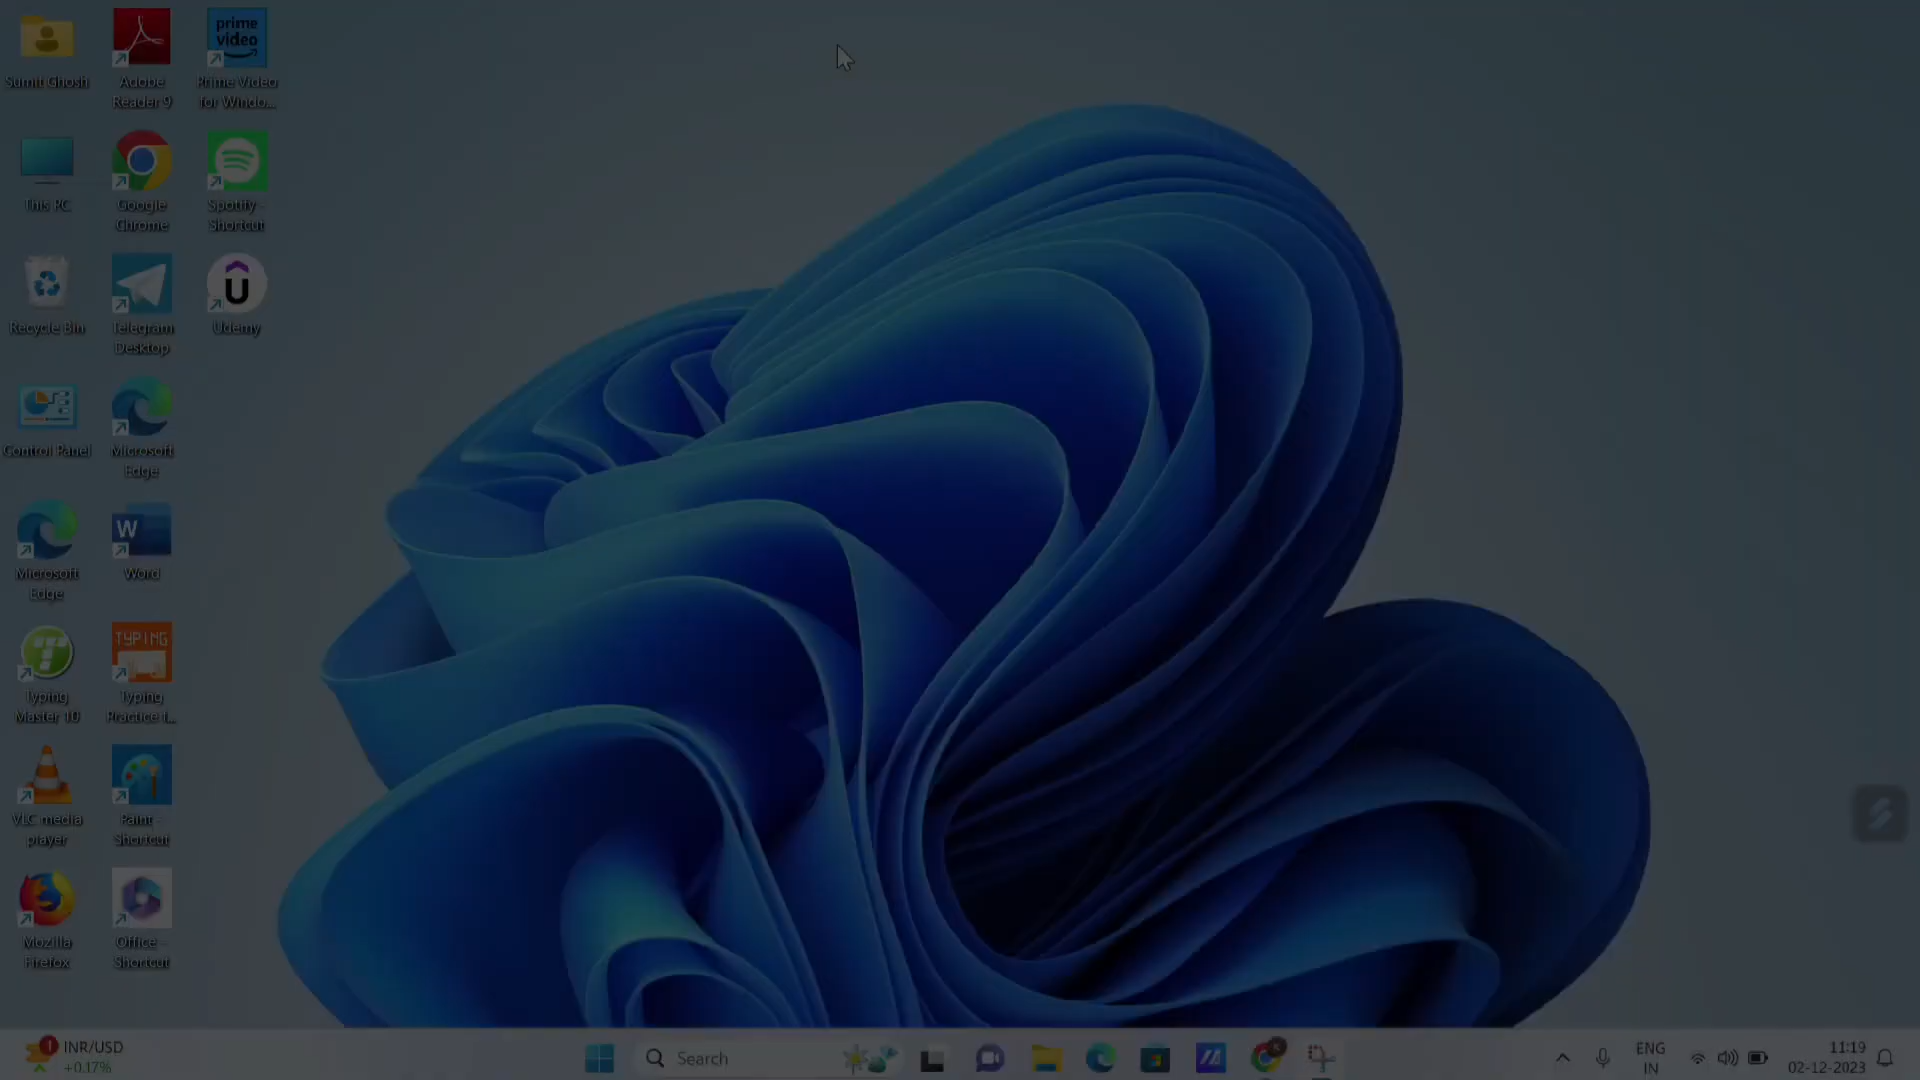 Sumit Ghosh
Adobe
Reader 9
prime
video
Prime Video
for Windo...
This PC
Google
Chrome
Spotify -
Shortcut
Recycle Bin
Telegram
Desktop
Udemy
Control Panel
Microsoft
Edge
Microsoft
Edge
W
Word
Typing
Master 10
TYPING
Typing
Practice f...
VLC media
player
Paint -
Shortcut
Mozilla
Firefox
Office -
Shortcut
1
INR/USD
+0.17%
Search
ENG
IN
11:19
02-12-2023